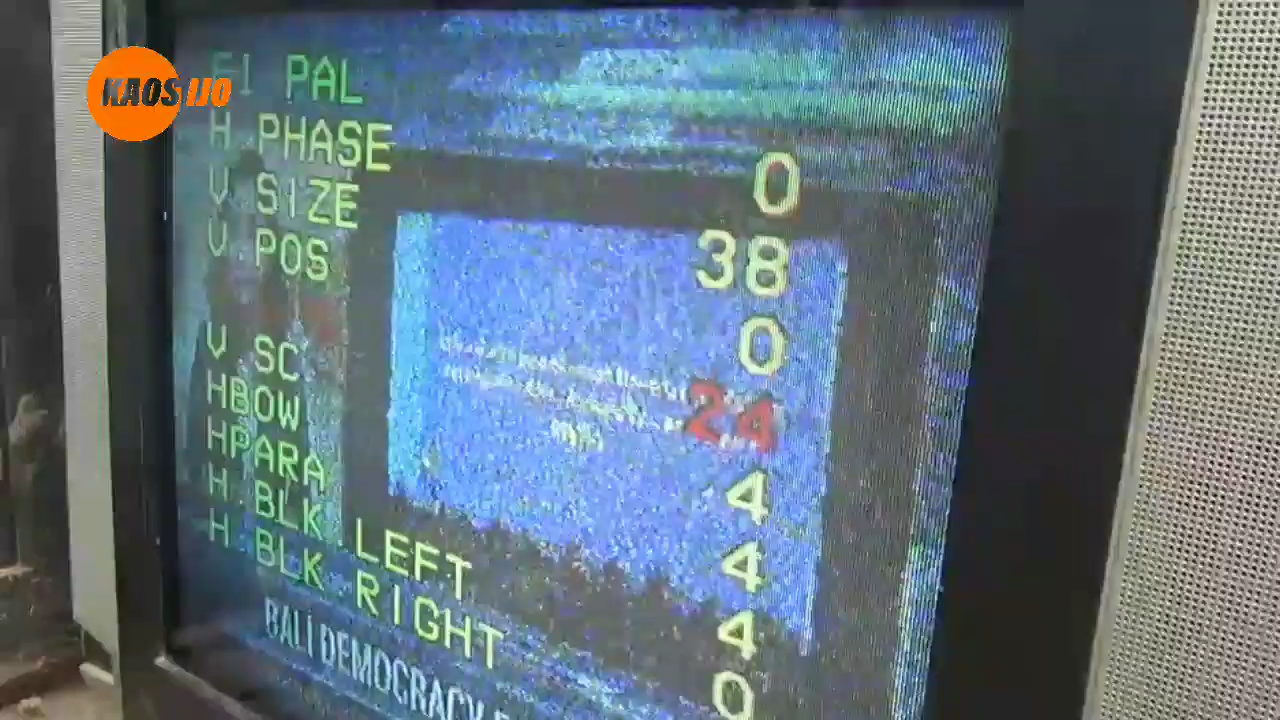 KAOS IJO
F1 PAL
H PHASE 0
V SIZE 38
V POS 0
24
V SC 4
HBOW 4
HPARA 4
H BLK LEFT 0
H BLK RIGHT
BALI DEMOCRACY